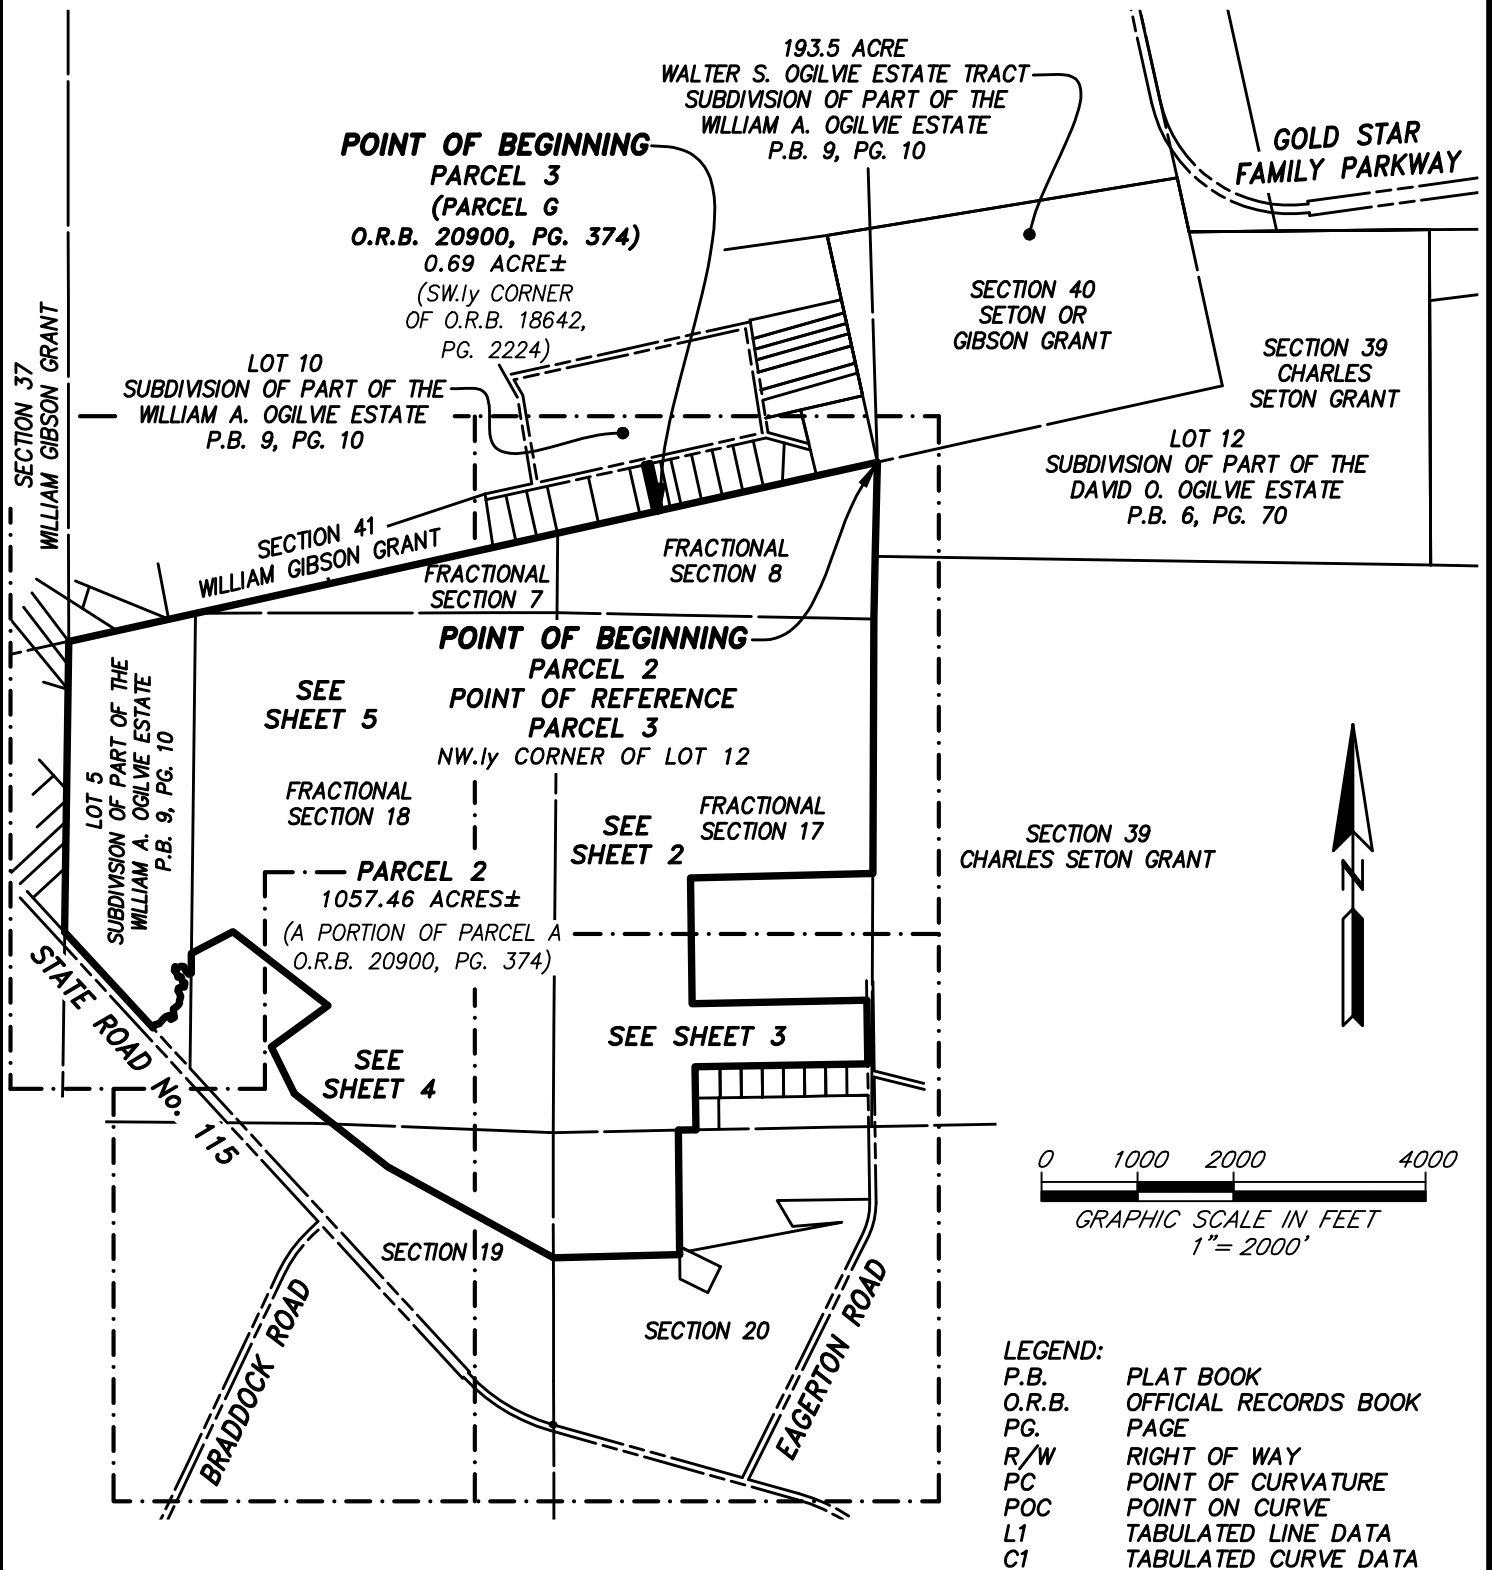 193.5 ACRE
WALTER S. OGILVIE ESTATE TRACT
SUBDIVISION OF PART OF THE
WILLIAM A. OGILVIE ESTATE
P.B. 9, PG. 10
GOLD STAR
FAMILY PARKWAY
POINT OF BEGINNING
PARCEL 3
(PARCEL G
O.R.B. 20900, PG. 374)
0.69 ACRE±
(SW.ly CORNER
OF O.R.B. 18642,
PG. 2224)
SECTION 40
SETON OR
GIBSON GRANT
SECTION 39
CHARLES
SETON GRANT
SECTION 37
WILLIAM GIBSON GRANT
LOT 10
SUBDIVISION OF PART OF THE
WILLIAM A. OGILVIE ESTATE
P.B. 9, PG. 10
LOT 12
SUBDIVISION OF PART OF THE
DAVID O. OGILVIE ESTATE
P.B. 6, PG. 70
SECTION 41
WILLIAM GIBSON GRANT
FRACTIONAL
SECTION 7
FRACTIONAL
SECTION 8
POINT OF BEGINNING
PARCEL 2
POINT OF REFERENCE
PARCEL 3
NW.ly CORNER OF LOT 12
SEE
SHEET 5
LOT 5
SUBDIVISION OF PART OF THE
WILLIAM A. OGILVIE ESTATE
P.B. 9, PG. 10
FRACTIONAL
SECTION 18
SEE
SHEET 2
FRACTIONAL
SECTION 17
SECTION 39
CHARLES SETON GRANT
PARCEL 2
1057.46 ACRES±
(A PORTION OF PARCEL A
O.R.B. 20900, PG. 374)
N
STATE ROAD No. 115
SEE SHEET 3
SEE
SHEET 4
0 1000 2000 4000
GRAPHIC SCALE IN FEET
1"= 2000'
SECTION 19
SECTION 20
BRADDOCK ROAD
EAGERTON ROAD
LEGEND:
P.B. PLAT BOOK
O.R.B. OFFICIAL RECORDS BOOK
PG. PAGE
R/W RIGHT OF WAY
PC POINT OF CURVATURE
POC POINT ON CURVE
L1 TABULATED LINE DATA
C1 TABULATED CURVE DATA